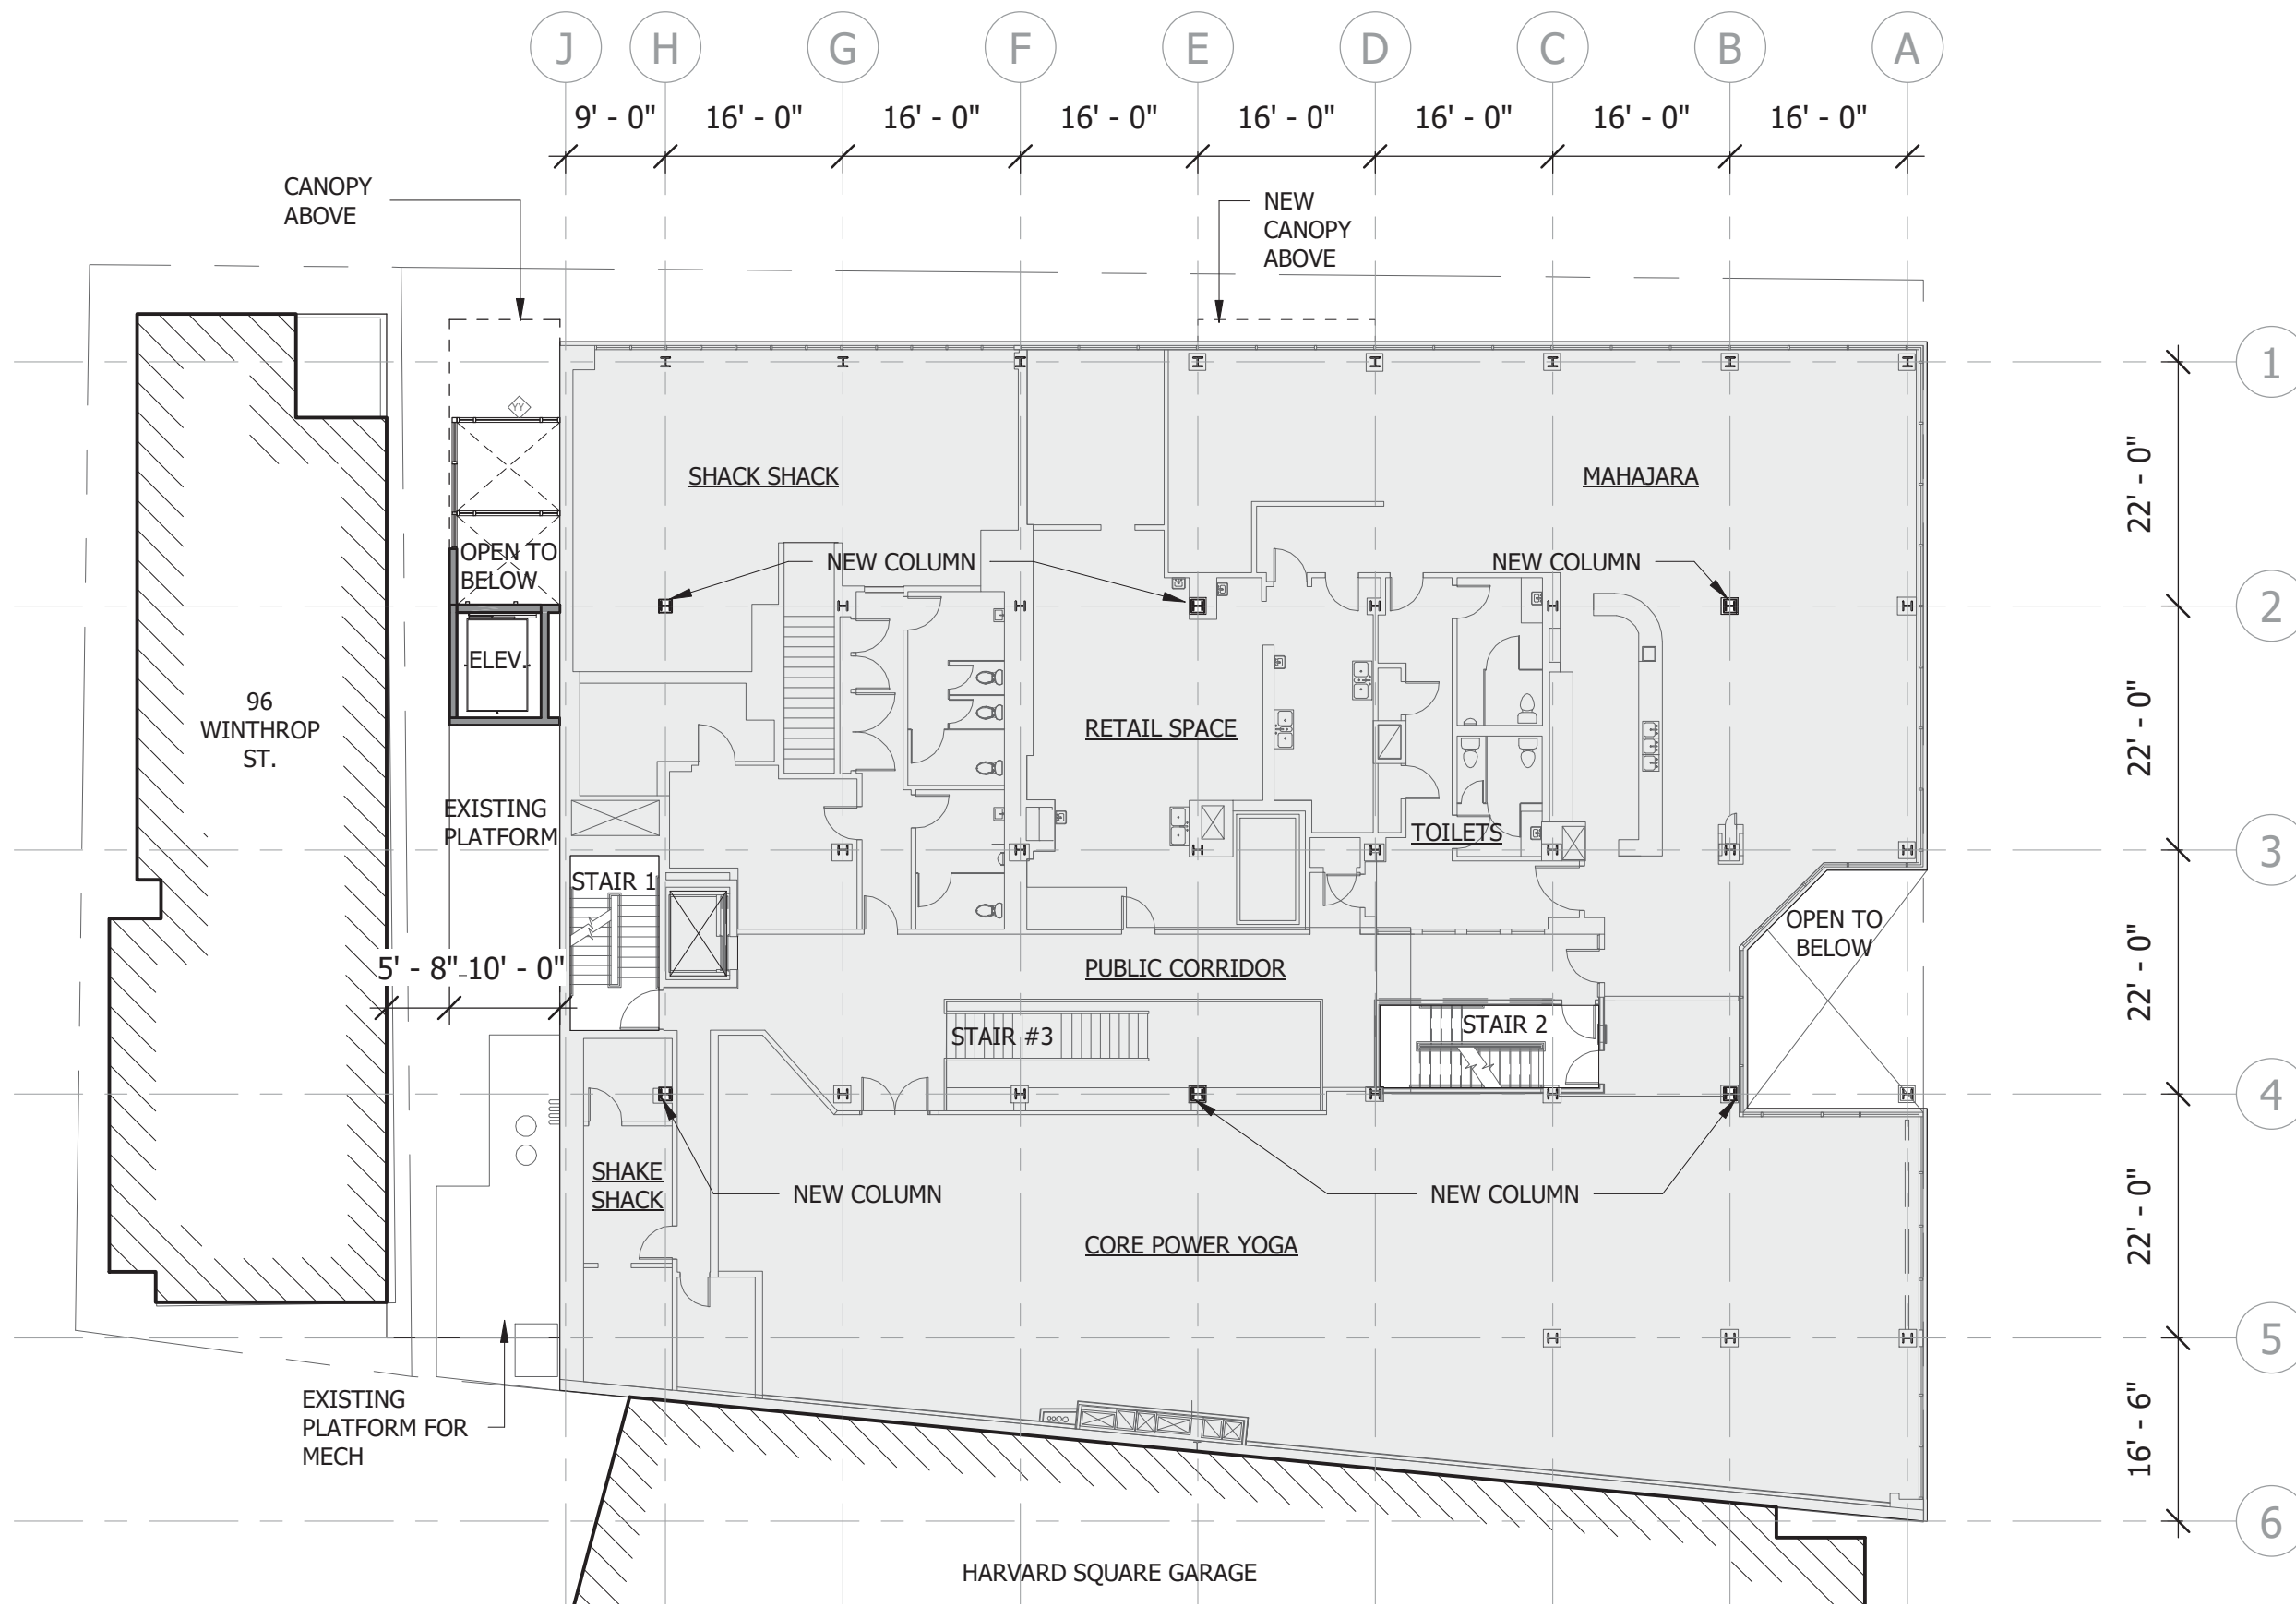 J H G F E D C B A
9' - 0" 16' - 0" 16' - 0" 16' - 0" 16' - 0" 16' - 0" 16' - 0" 16' - 0"
CANOPY
ABOVE
NEW
CANOPY
ABOVE
1
YY
22' - 0"
SHACK SHACK
MAHAJARA
OPEN TO
BELOW
NEW COLUMN
NEW COLUMN
2
ELEV.
96
WINTHROP
ST.
RETAIL SPACE
22' - 0"
EXISTING
PLATFORM
TOILETS
3
STAIR 1
OPEN TO
BELOW
5' - 8" 10' - 0"
PUBLIC CORRIDOR
22' - 0"
STAIR #3
STAIR 2
4
SHAKE
SHACK
NEW COLUMN
NEW COLUMN
22' - 0"
CORE POWER YOGA
5
EXISTING
PLATFORM FOR
MECH
16' - 6"
6
HARVARD SQUARE GARAGE